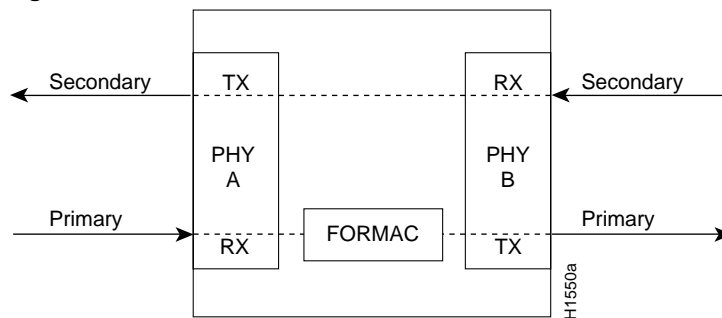 Secondary
TX
RX
Secondary
PHY
A
PHY
B
Primary
RX
FORMAC
TX
Primary
H1550a